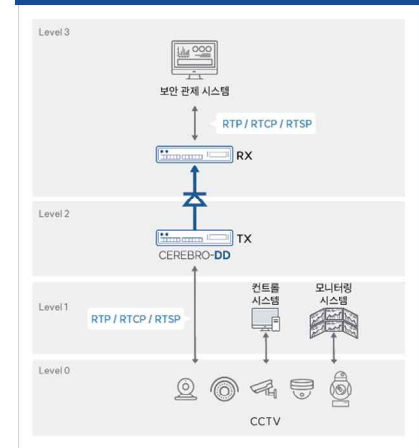 Level 3
보안 관제 시스템
RTP / RTCP / RTSP
RX
Level 2
TX
CEREBRO-DD
Level 1
컨트롤
시스템
모니터링
시스템
RTP / RTCP / RTSP
Level 0
CCTV